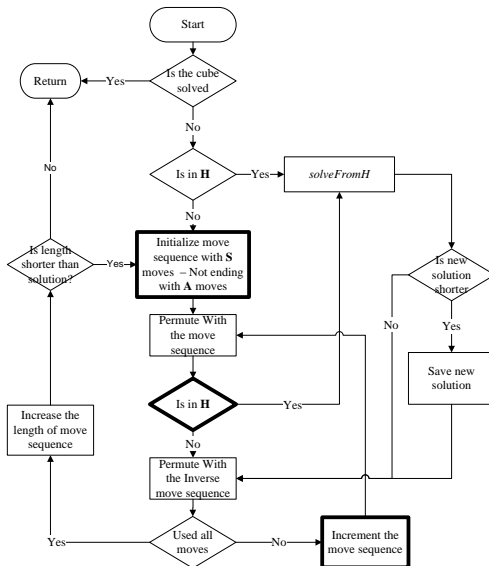 Start
Return
Yes
Is the cube
solved
No
No
Is in H
Yes
solveFromH
No
Is length
shorter than
solution?
Yes
Initialize move
sequence with S
moves – Not ending
with A moves
Is new
solution
shorter
No
Yes
Permute With
the move
sequence
Save new
solution
Is in H
Yes
Increase the
length of move
sequence
No
Permute With
the Inverse
move sequence
Yes
Used all
moves
No
Increment the
move sequence